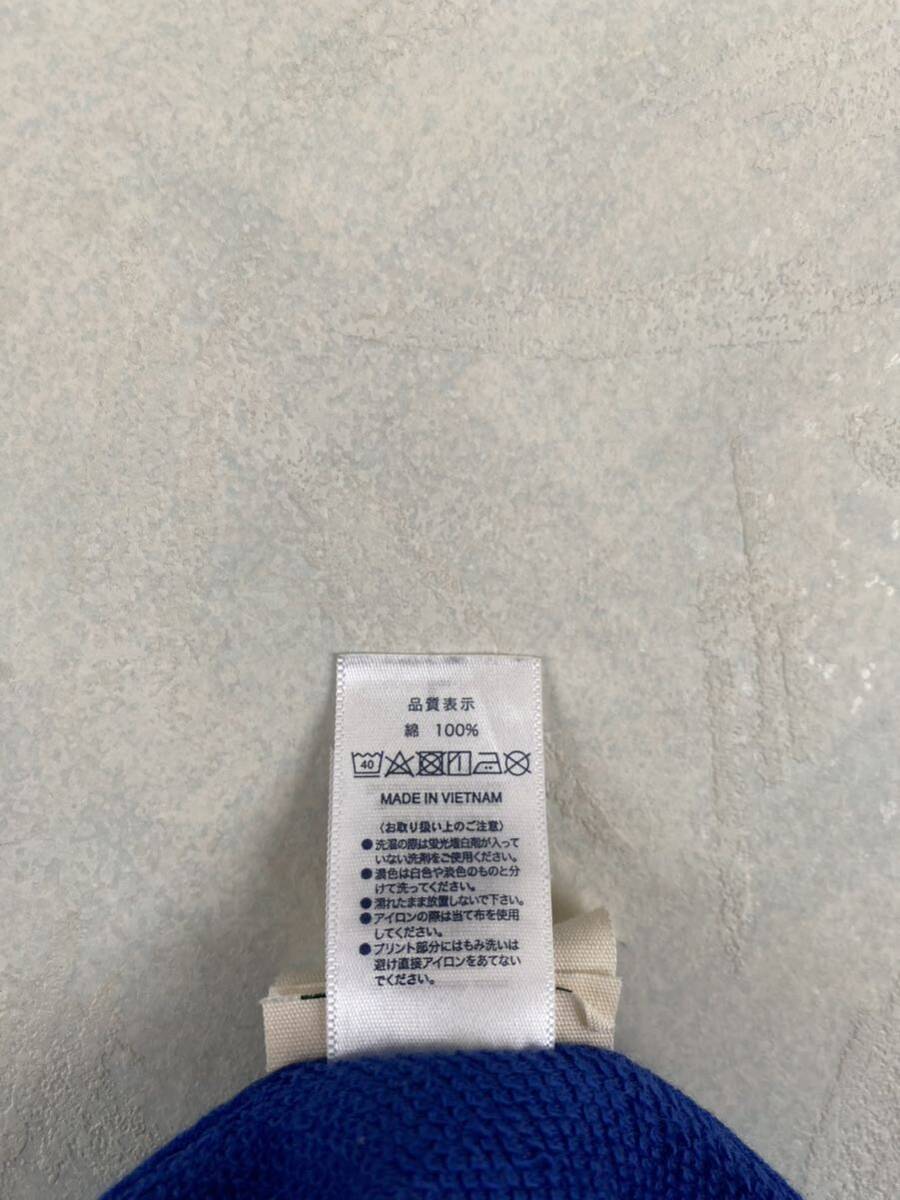 品質表示
綿 100%
40
MADE IN VIETNAM
〈お取り扱い上のご注意〉
●洗濯の際は蛍光増白剤が入って
いない洗剤をご使用ください。
●濃色は白色や淡色のものと分
けて洗ってください。
●濡れたまま放置しないで下さい。
●アイロンの際は当て布を使用
してください。
●プリント部分にはもみ洗いは
避け直接アイロンをあてない
でください。